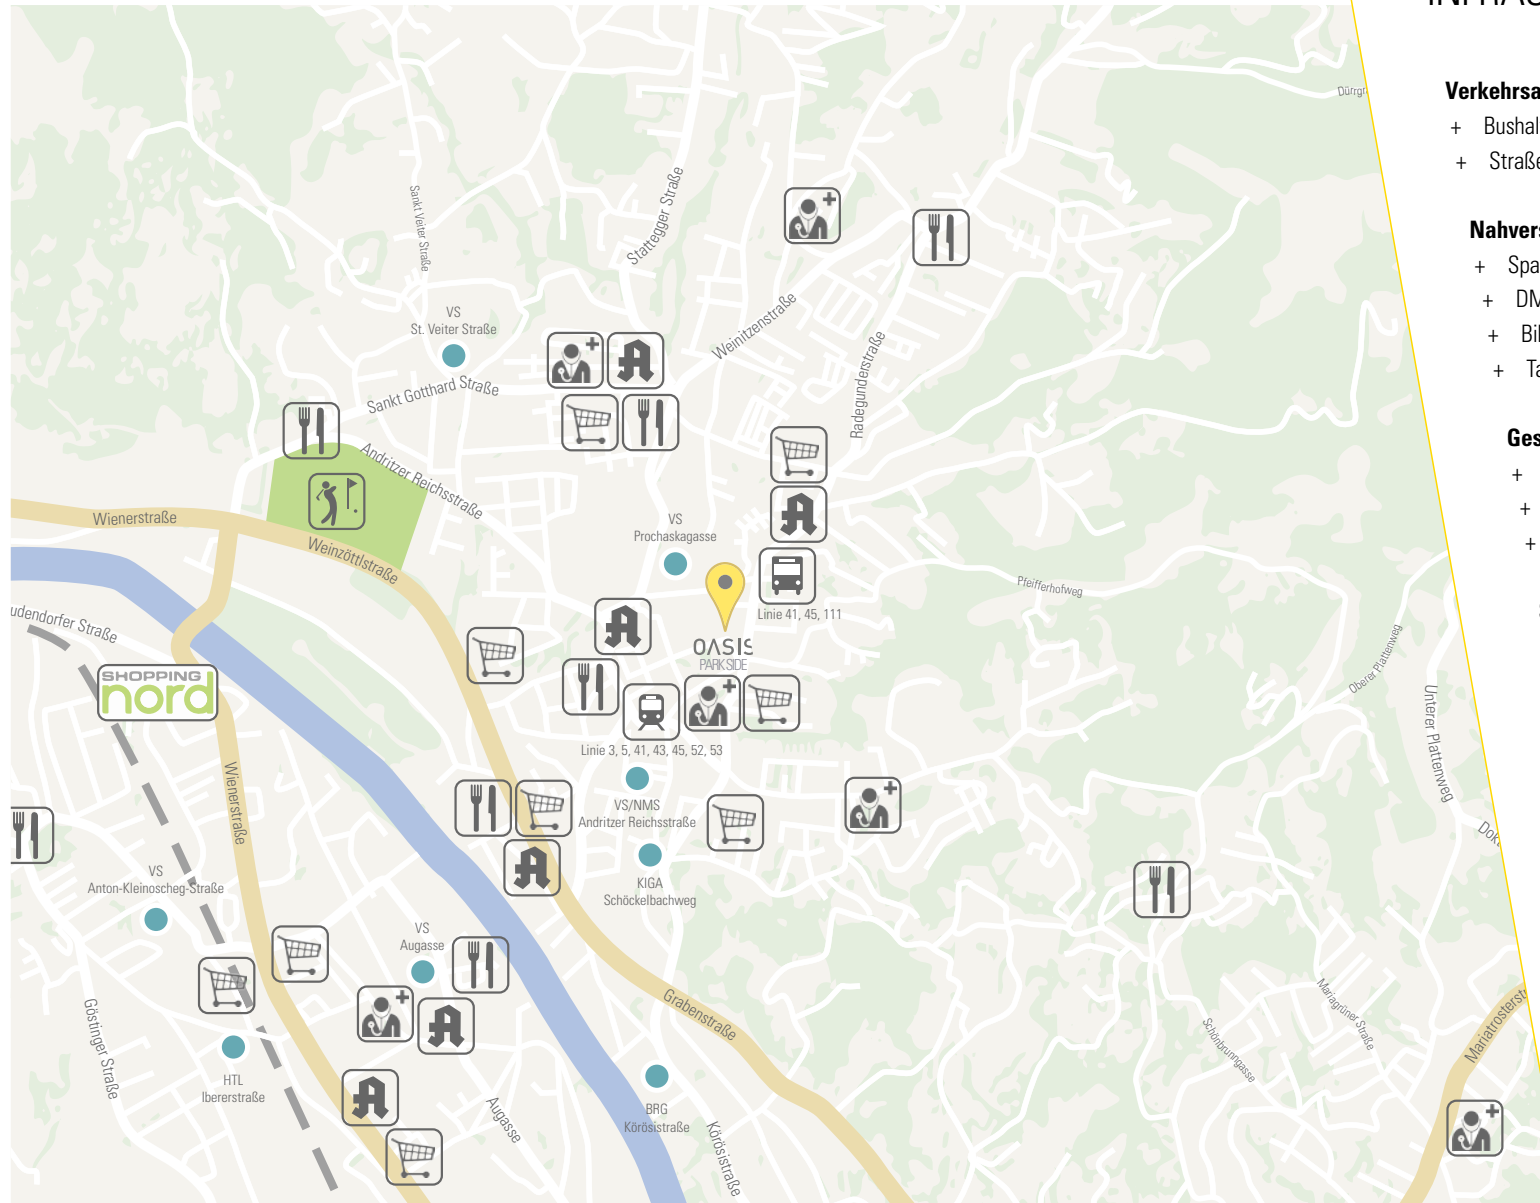 Dürrgr
Verkehrsa
+ Bushal
+ Straße
Sankt Veiter Straße
Stattegger Straße
Nahvers
+ Spa
+ DM
+ Bil
+ Ta
VS
St. Veiter Straße
Weinitzenstraße
Radegunderstraße
Sankt Gotthard Straße
Andritzer Reichsstraße
Ges
+
+
+
Wienerstraße
Weinzöttlstraße
VS
Prochaskagasse
Pfeifferhofweg
Linie 41, 45, 111
OASIS
PARKSIDE
udendorfer Straße
SHOPPING
nord
Oberer Plattenweg
Unterer Plattenweg
Linie 3, 5, 41, 43, 45, 52, 53
Wienerstraße
VS/NMS
Andritzer Reichsstraße
Dok
VS
Anton-Kleinoscheg-Straße
KIGA
Schöckelbachweg
VS
Augasse
Göstinger Straße
Grabenstraße
Mariagrüner Straße
Schönbrunngasse
Mariatrosterstr
HTL
Ibererstraße
Augasse
BRG
Körösistraße
Körösistraße